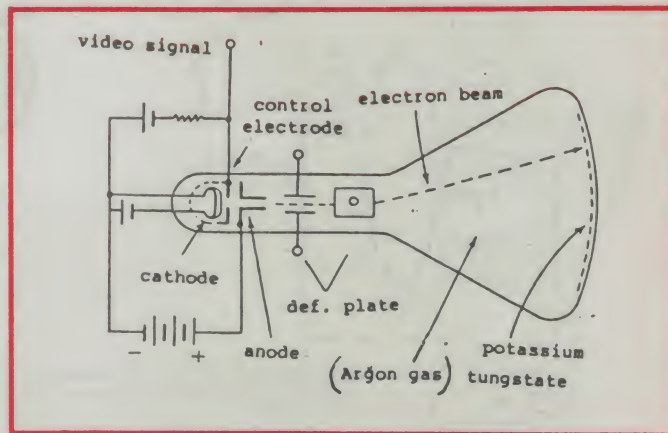 video signal
control
electrode
electron beam
cathode
def. plate
- +
anode
(Argon gas)
potassium
tungstate